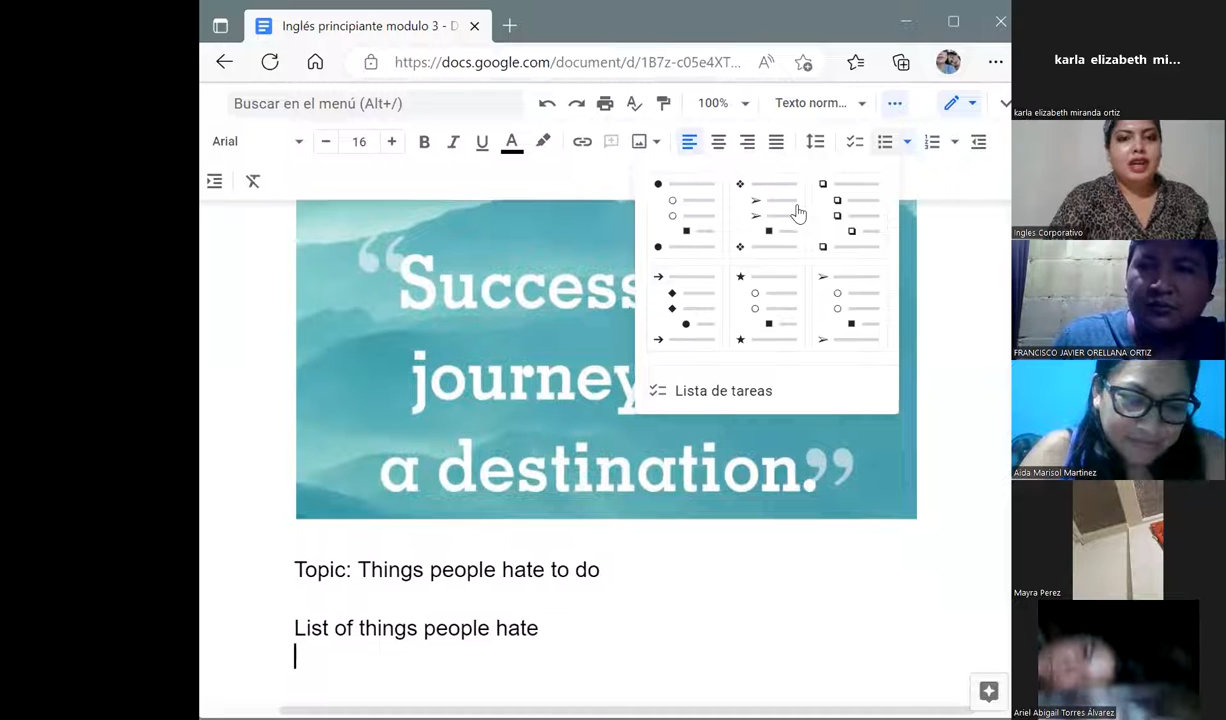 Inglés principiante modulo 3 - D
https://docs.google.com/document/d/1B7z-c05e4XT...
Buscar en el menú (Alt+/)
100%
Texto norm...
Arial
16
Lista de tareas
“Success
journey
a destination.”
Topic: Things people hate to do
List of things people hate
karla elizabeth mi...
karla elizabeth miranda ortiz
Ingles Corporativo
FRANCISCO JAVIER ORELLANA ORTIZ
Aida Marisol Martinez
Mayra Perez
Ariel Abigail Torres Álvarez